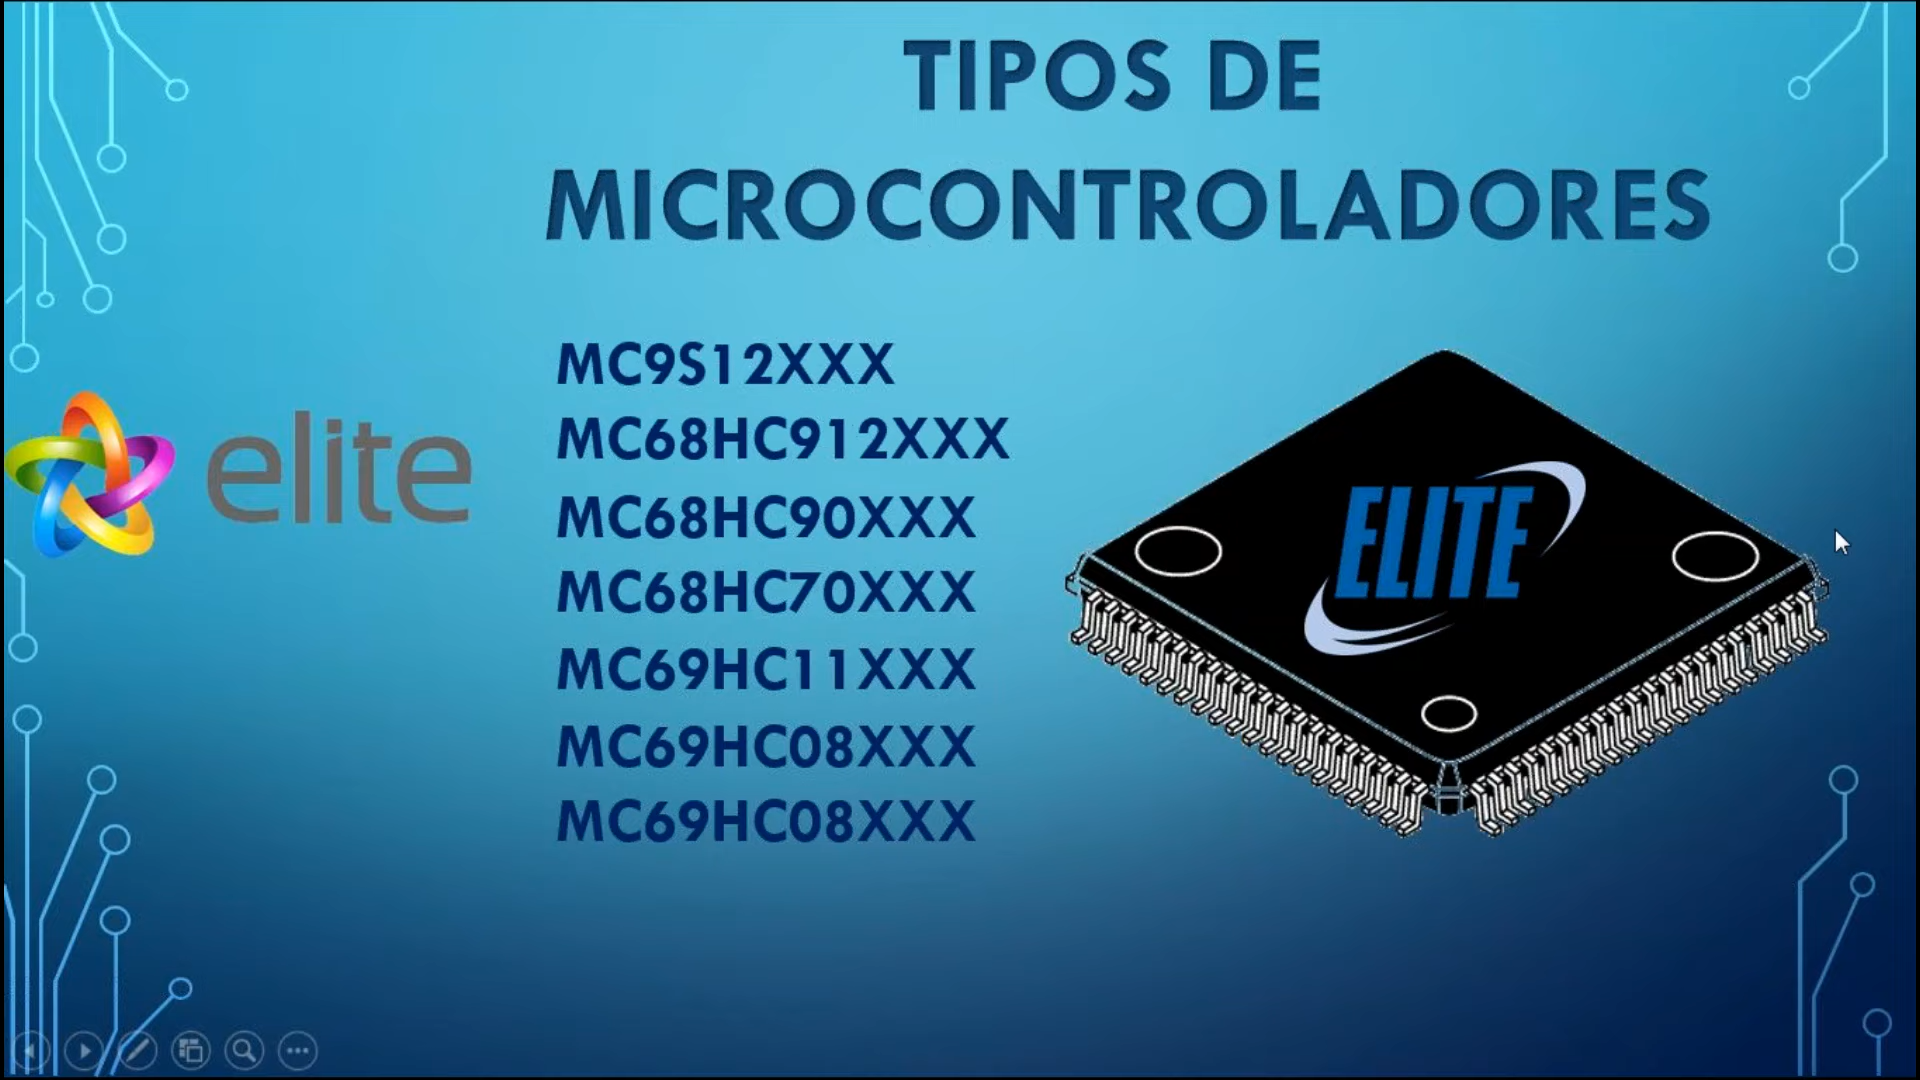 TIPOS DE
MICROCONTROLADORES
elite
MC9S12XXX
MC68HC912XXX
MC68HC90XXX
MC68HC70XXX
MC69HC11XXX
MC69HC08XXX
MC69HC08XXX
ELITE